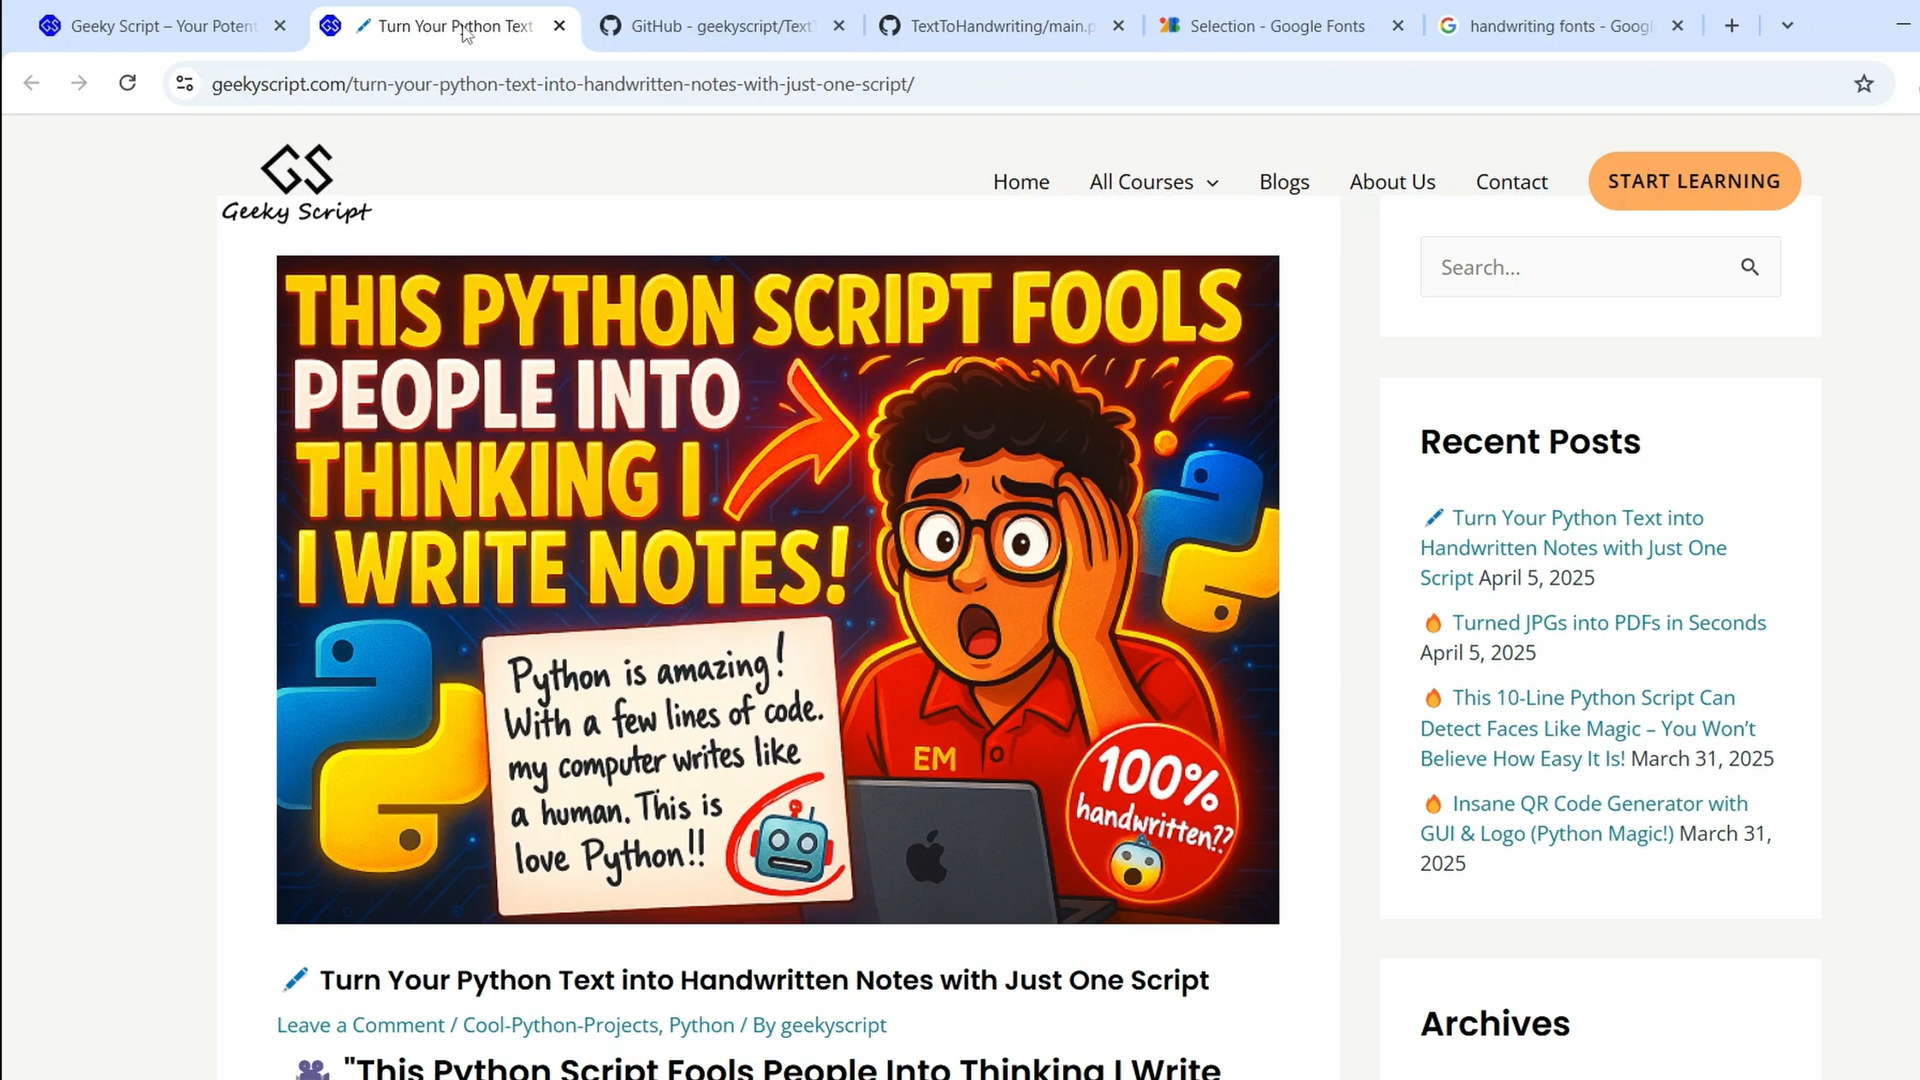 Geeky Script – Your Potent
Turn Your Python Text
GitHub - geekyscript/TextT
TextToHandwriting/main.p
Selection - Google Fonts
handwriting fonts - Googl
geekyscript.com/turn-your-python-text-into-handwritten-notes-with-just-one-script/
GS
Geeky Script
Home
All Courses
Blogs
About Us
Contact
START LEARNING
THIS PYTHON SCRIPT FOOLS
PEOPLE INTO
THINKING I
I WRITE NOTES!
Python is amazing!
With a few lines of code.
my computer writes like
a human. This is
love Python!!
EM
100%
handwritten??
Turn Your Python Text into Handwritten Notes with Just One Script
Leave a Comment / Cool-Python-Projects, Python / By geekyscript
"This Python Script Fools People Into Thinking I Write
Search...
Recent Posts
Turn Your Python Text into
Handwritten Notes with Just One
Script April 5, 2025
Turned JPGs into PDFs in Seconds
April 5, 2025
This 10-Line Python Script Can
Detect Faces Like Magic – You Won't
Believe How Easy It Is! March 31, 2025
Insane QR Code Generator with
GUI & Logo (Python Magic!) March 31,
2025
Archives